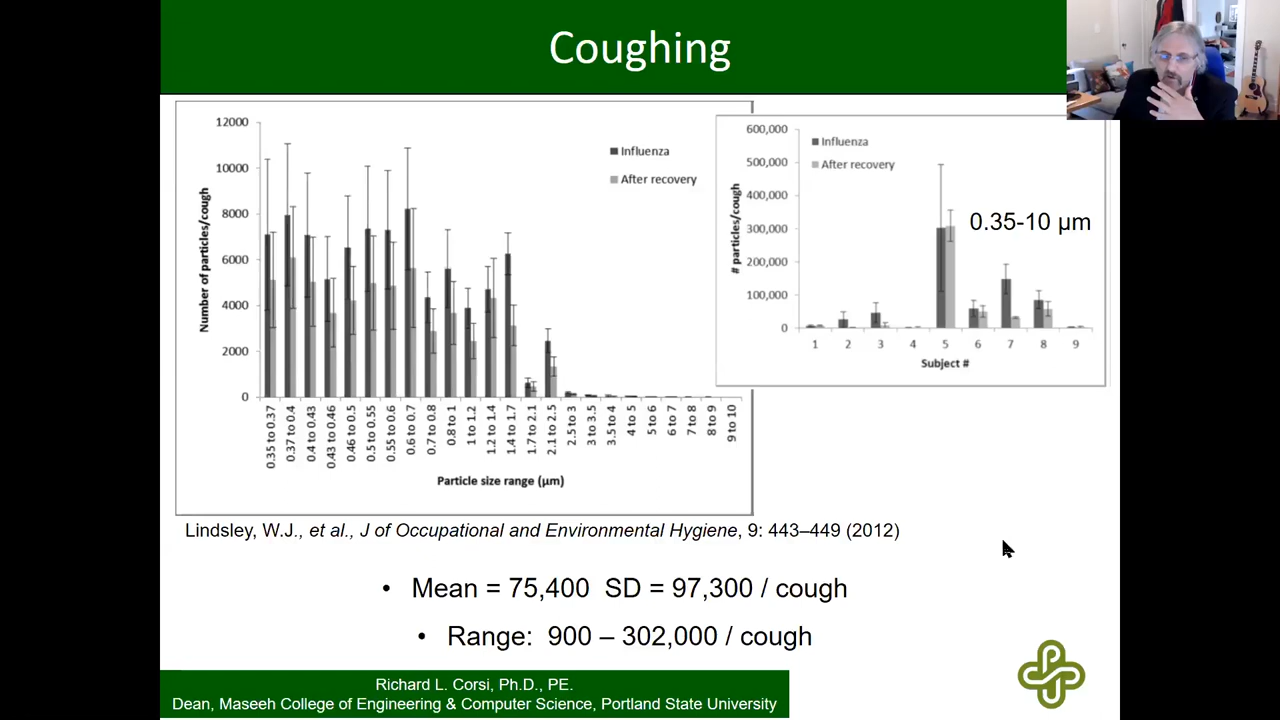 Coughing
12000
10000
8000
6000
4000
2000
0
Number of particles/cough
Influenza
After recovery
0.35 to 0.37
0.37 to 0.4
0.4 to 0.43
0.43 to 0.46
0.46 to 0.5
0.5 to 0.55
0.55 to 0.6
0.6 to 0.7
0.7 to 0.8
0.8 to 1
1 to 1.2
1.2 to 1.4
1.4 to 1.7
1.7 to 2.1
2.1 to 2.5
2.5 to 3
3 to 3.5
3.5 to 4
4 to 5
5 to 6
6 to 7
7 to 8
8 to 9
9 to 10
Particle size range (µm)
600,000
500,000
400,000
300,000
200,000
100,000
0
# particles/cough
Influenza
After recovery
0.35-10 µm
1 2 3 4 5 6 7 8 9
Subject #
Lindsley, W.J., et al., J of Occupational and Environmental Hygiene, 9: 443–449 (2012)
• Mean = 75,400 SD = 97,300 / cough
• Range: 900 – 302,000 / cough
Richard L. Corsi, Ph.D., PE.
Dean, Maseeh College of Engineering & Computer Science, Portland State University